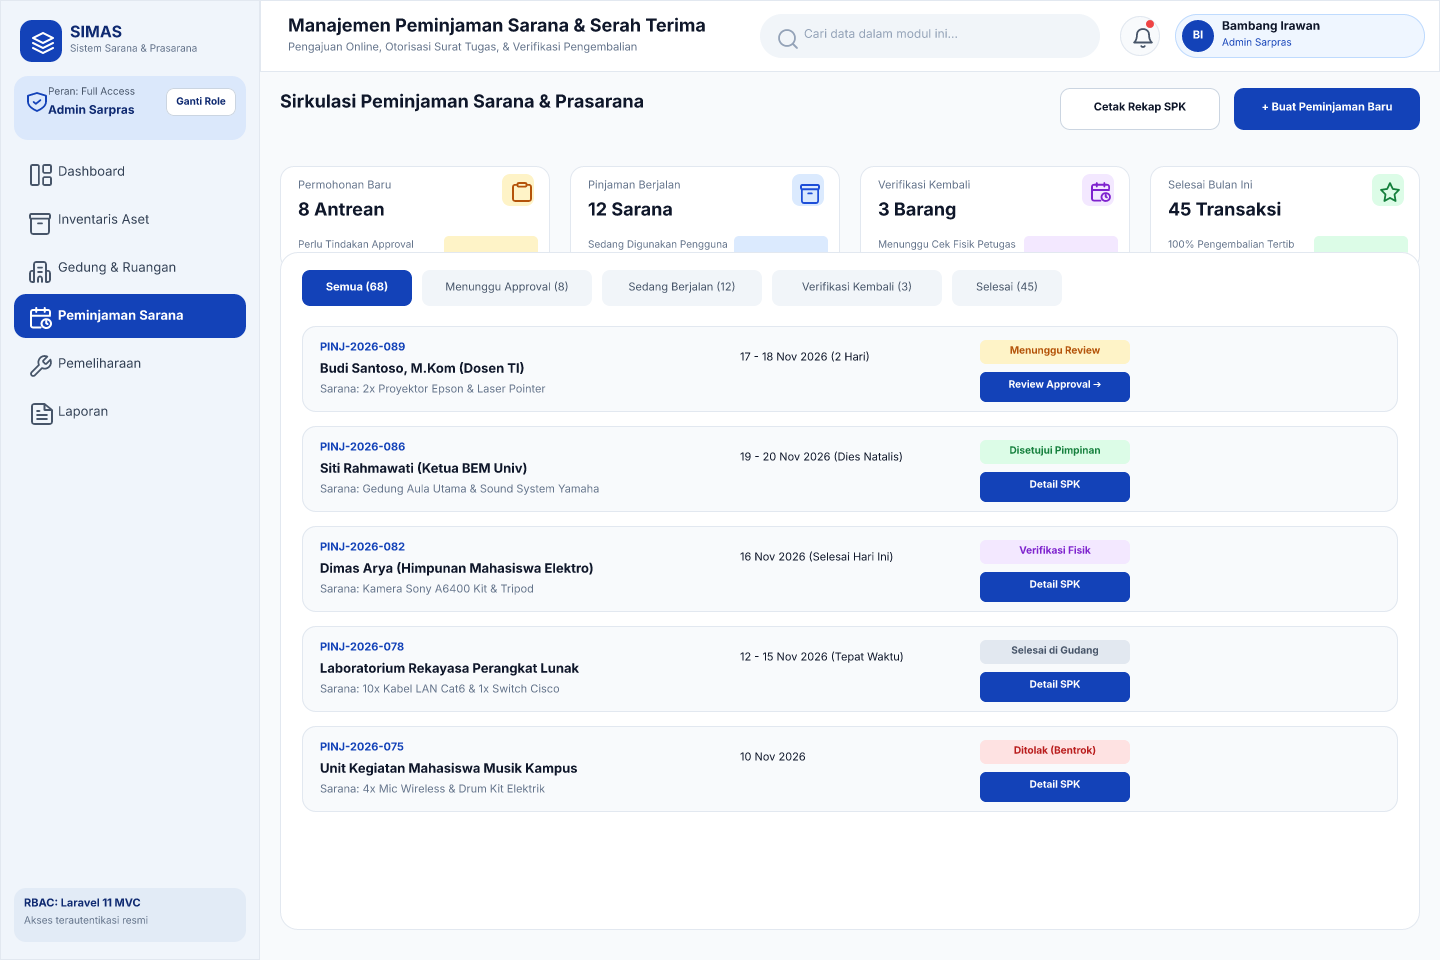 SIMAS
Sistem Sarana & Prasarana
Peran: Full Access
Admin Sarpras
Ganti Role
Dashboard
Inventaris Aset
Gedung & Ruangan
Peminjaman Sarana
Pemeliharaan
Laporan
RBAC: Laravel 11 MVC
Akses terautentikasi resmi
Manajemen Peminjaman Sarana & Serah Terima
Pengajuan Online, Otorisasi Surat Tugas, & Verifikasi Pengembalian
Cari data dalam modul ini...
BI
Bambang Irawan
Admin Sarpras
Sirkulasi Peminjaman Sarana & Prasarana
Cetak Rekap SPK
+ Buat Peminjaman Baru
Permohonan Baru
8 Antrean
Perlu Tindakan Approval
Pinjaman Berjalan
12 Sarana
Sedang Digunakan Pengguna
Verifikasi Kembali
3 Barang
Menunggu Cek Fisik Petugas
Selesai Bulan Ini
45 Transaksi
100% Pengembalian Tertib
Semua (68)
Menunggu Approval (8)
Sedang Berjalan (12)
Verifikasi Kembali (3)
Selesai (45)
PINJ-2026-089
Budi Santoso, M.Kom (Dosen TI)
Sarana: 2x Proyektor Epson & Laser Pointer
17 - 18 Nov 2026 (2 Hari)
Menunggu Review
Review Approval →
PINJ-2026-086
Siti Rahmawati (Ketua BEM Univ)
Sarana: Gedung Aula Utama & Sound System Yamaha
19 - 20 Nov 2026 (Dies Natalis)
Disetujui Pimpinan
Detail SPK
PINJ-2026-082
Dimas Arya (Himpunan Mahasiswa Elektro)
Sarana: Kamera Sony A6400 Kit & Tripod
16 Nov 2026 (Selesai Hari Ini)
Verifikasi Fisik
Detail SPK
PINJ-2026-078
Laboratorium Rekayasa Perangkat Lunak
Sarana: 10x Kabel LAN Cat6 & 1x Switch Cisco
12 - 15 Nov 2026 (Tepat Waktu)
Selesai di Gudang
Detail SPK
PINJ-2026-075
Unit Kegiatan Mahasiswa Musik Kampus
Sarana: 4x Mic Wireless & Drum Kit Elektrik
10 Nov 2026
Ditolak (Bentrok)
Detail SPK